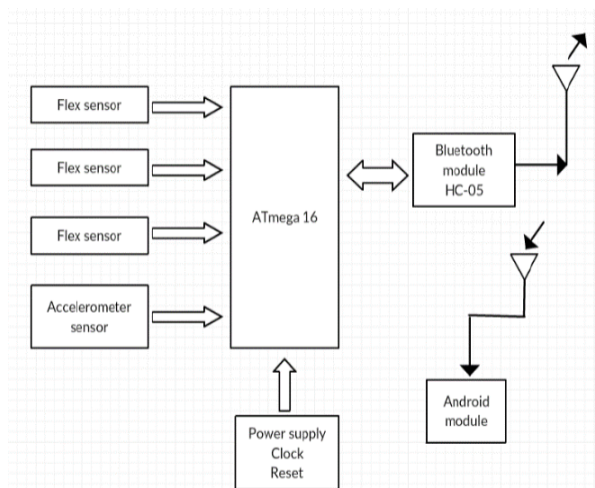 Flex sensor
Flex sensor
Flex sensor
Accelerometer
sensor
ATmega 16
Bluetooth
module
HC-05
Android
module
Power supply
Clock
Reset